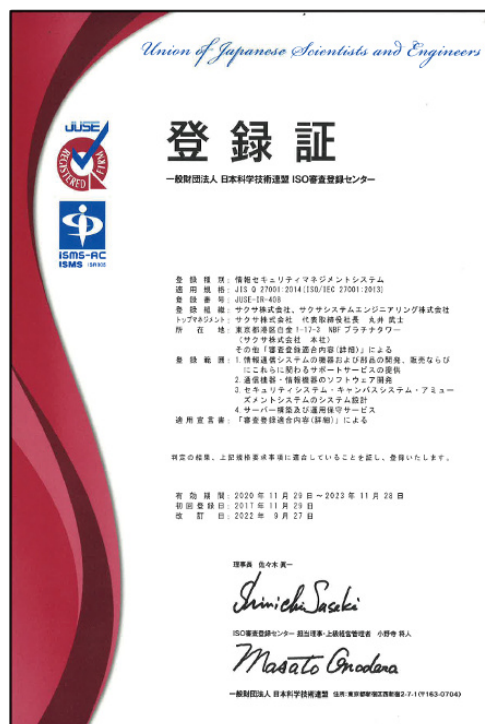 Union of Japanese Scientists and Engineers
JUSE
REGISTERED FIRM
登録証
一般財団法人 日本科学技術連盟 ISO審査登録センター
ISMS-AC
ISMS
登録種別：情報セキュリティマネジメントシステム
適用規格：JIS Q 27001:2014(ISO/IEC 27001:2013)
登録番号：JUSE-IR-408
登録組織：サクサ株式会社、サクサシステムエンジニアリング株式会社
トップマネジメント：サクサ株式会社 代表取締役社長 丸井 武士
所在地：東京都港区白金 1-17-3 NBF プラチナタワー
（サクサ株式会社 本社）
その他「審査登録適合内容(詳細)」による
登録範囲：1.情報通信システムの機器および部品の開発、販売ならび
にこれらに関わるサポートサービスの提供
2.通信機器・情報機器のソフトウェア開発
3.セキュリティシステム・キャンパスシステム・アミュー
ズメントシステムのシステム設計
4.サーバー構築及び運用保守サービス
適用宣言書：「審査登録適合内容(詳細)」による
判定の結果、上記規格要求事項に適合していることを証し、登録いたします。
有効期間：2020年11月29日～2023年11月28日
初回登録日：2017年11月29日
改訂日：2022年 9月27日
理事長 佐々木 眞一
Shinichi Sasaki
ISO審査登録センター 担当理事・上級経営管理者 小野寺 将人
Masato Onodera
一般財団法人 日本科学技術連盟 住所:東京都新宿区西新宿2-7-1(〒163-0704)